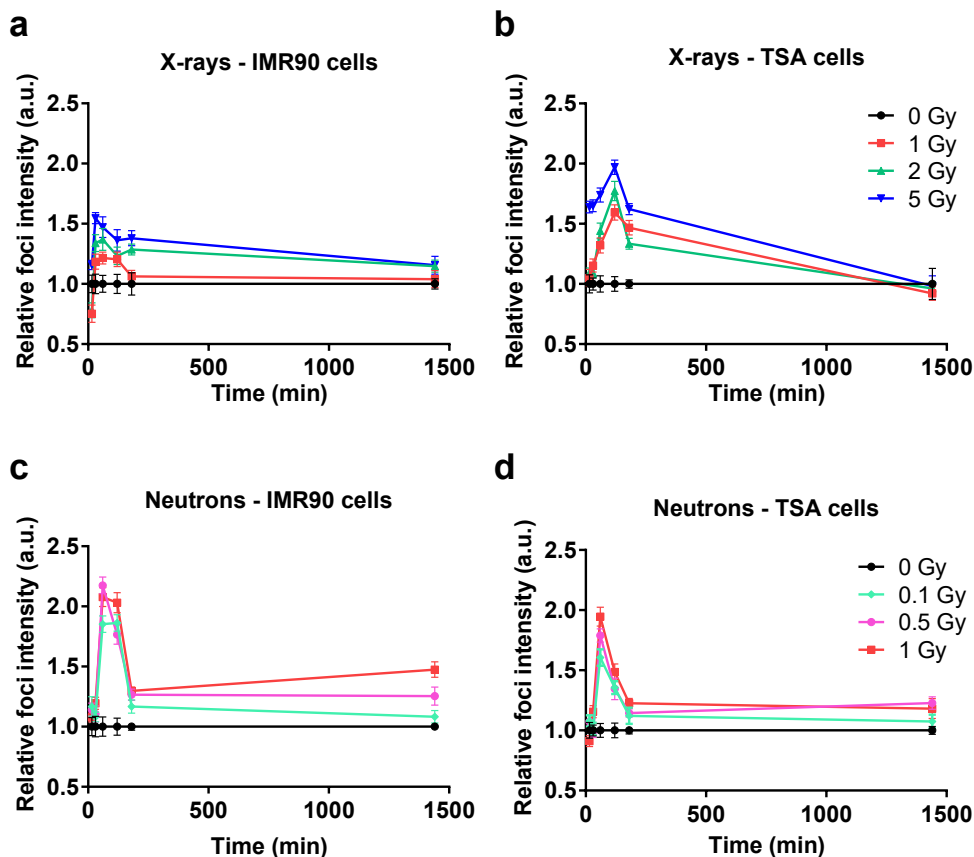 a
X-rays - IMR90 cells
Relative foci intensity (a.u.)
2.5
2.0
1.5
1.0
0.5
0
500
1000
1500
Time (min)
b
X-rays - TSA cells
Relative foci intensity (a.u.)
2.5
2.0
1.5
1.0
0.5
0
500
1000
1500
Time (min)
0 Gy
1 Gy
2 Gy
5 Gy
c
Neutrons - IMR90 cells
Relative foci intensity (a.u.)
2.5
2.0
1.5
1.0
0.5
0
500
1000
1500
Time (min)
d
Neutrons - TSA cells
Relative foci intensity (a.u.)
2.5
2.0
1.5
1.0
0.5
0
500
1000
1500
Time (min)
0 Gy
0.1 Gy
0.5 Gy
1 Gy